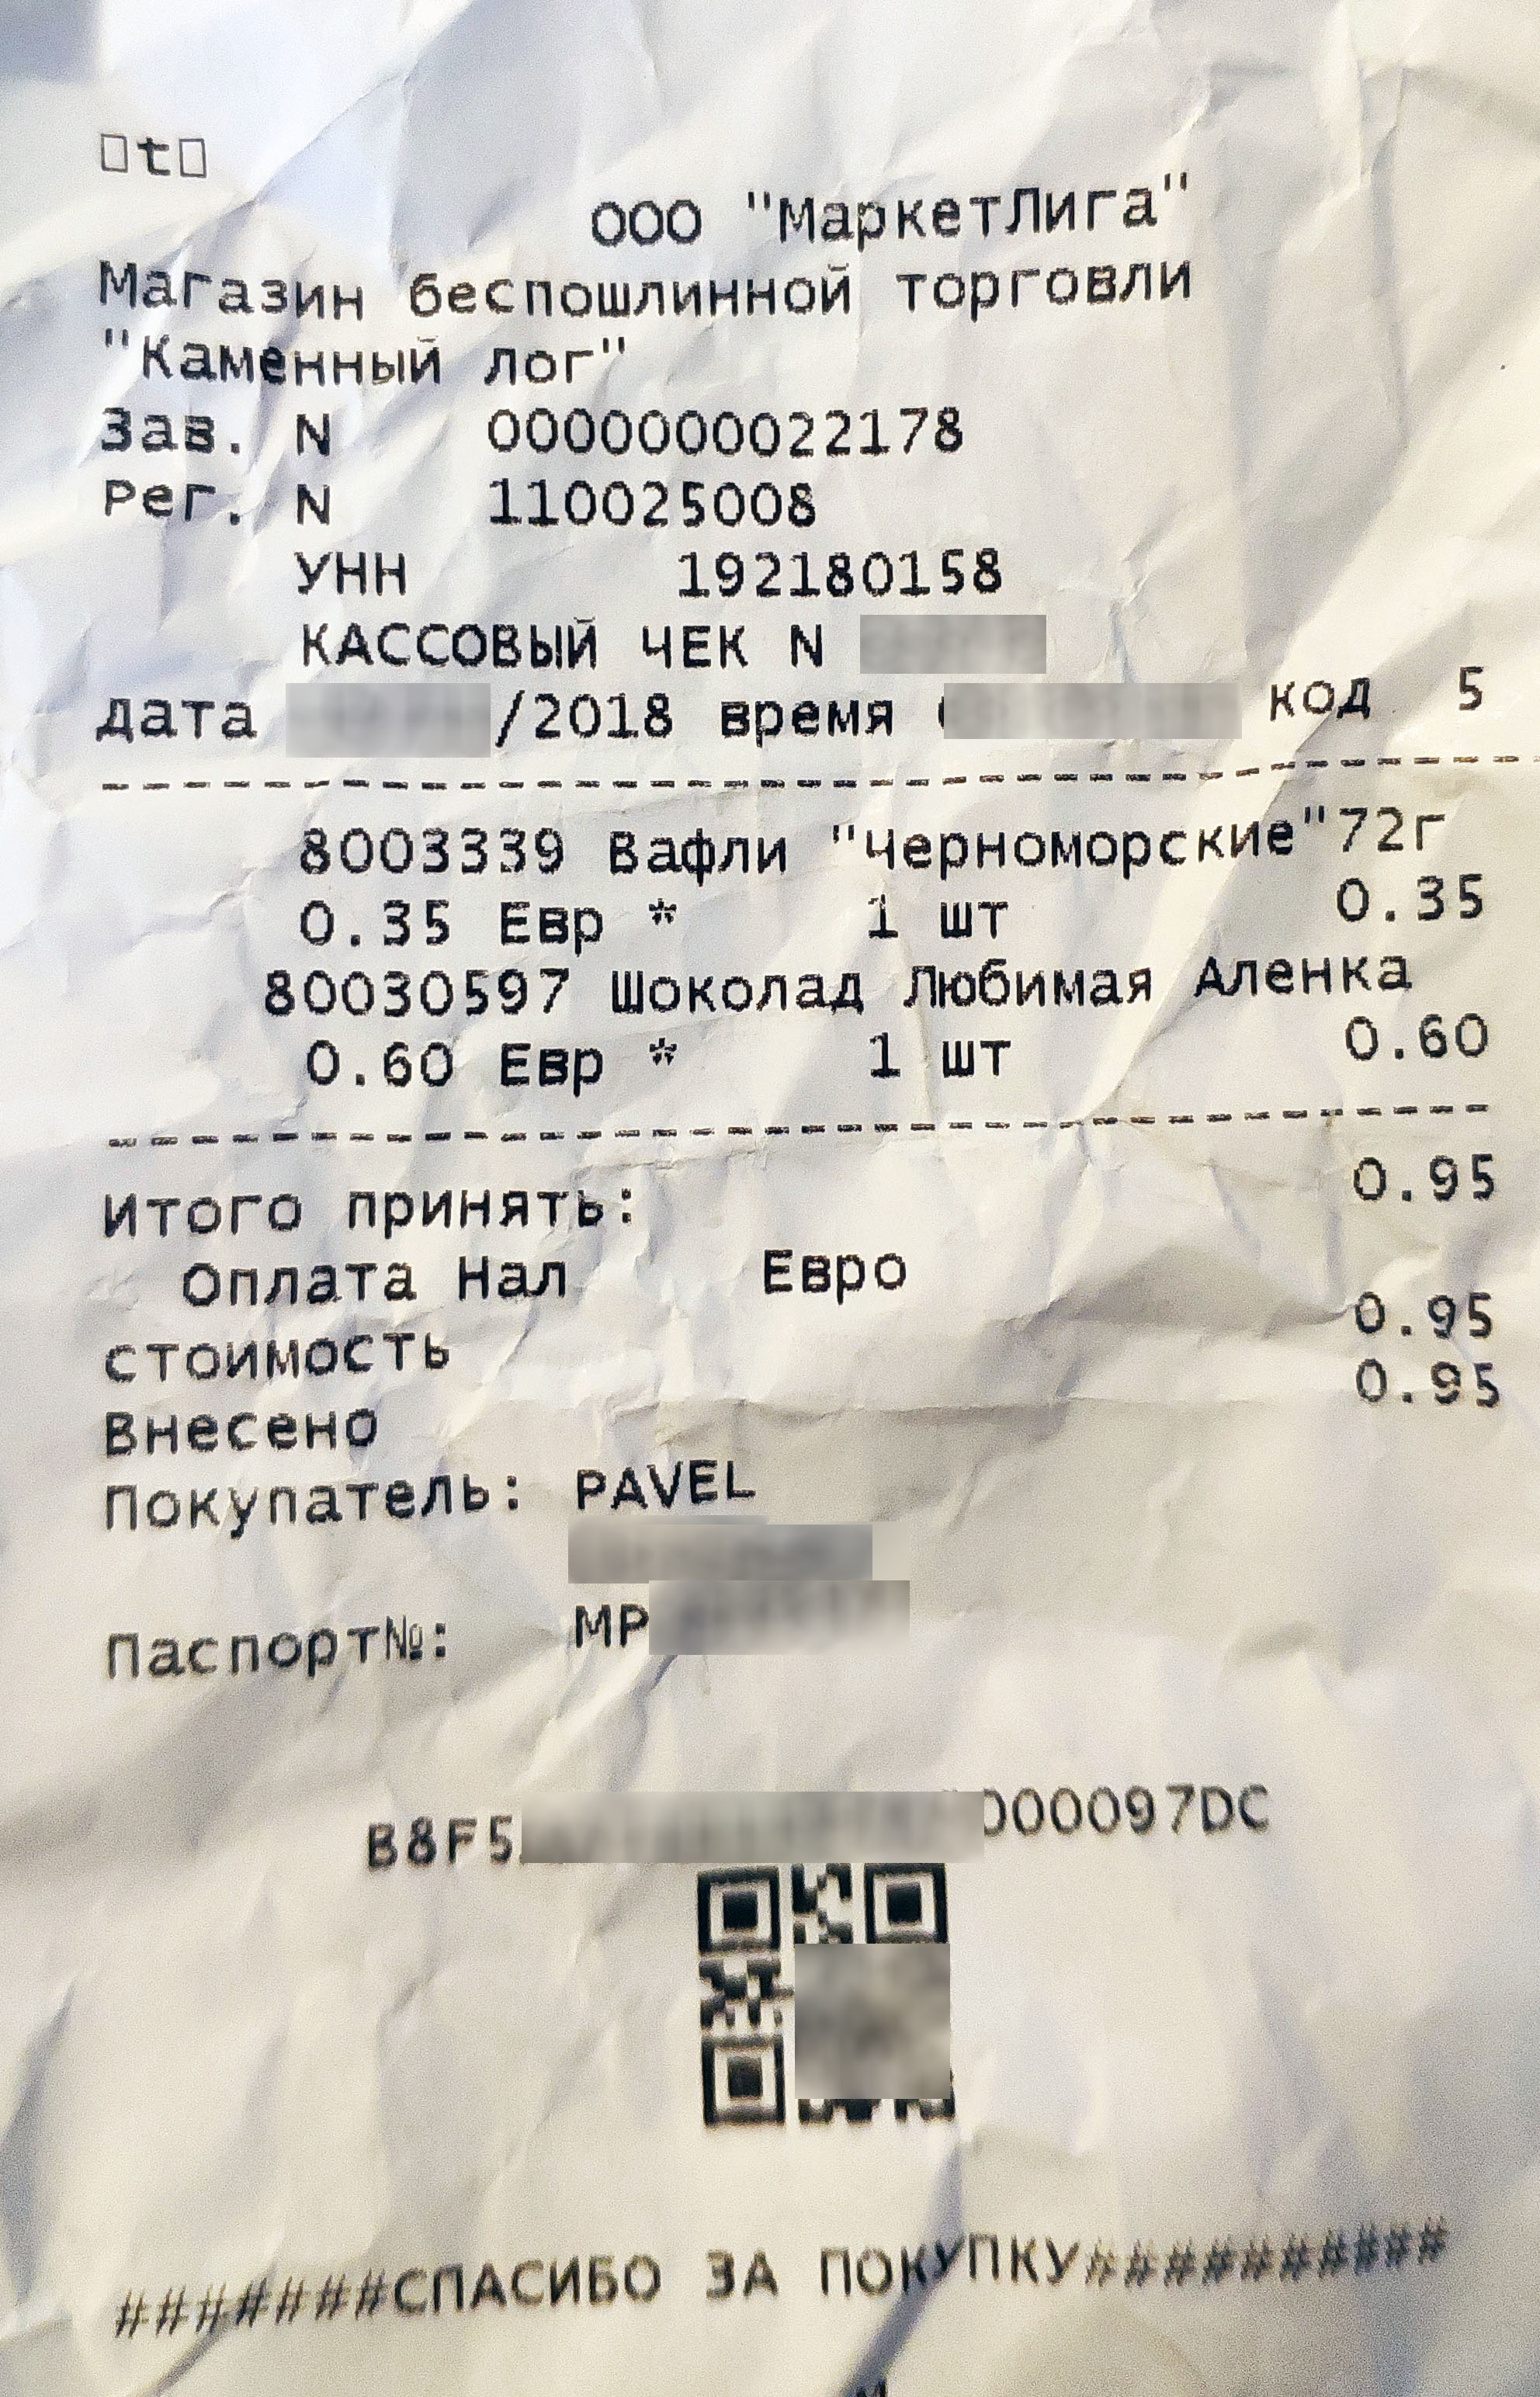 t
ООО "МаркетЛига"
Магазин беспошлинной торговли
"Каменный лог"
Зав. N 0000000022178
Рег. N 110025008
УНН 192180158
КАССОВЫЙ ЧЕК N
дата /2018 время код 5
--------------------------------
8003339 Вафли "Черноморские"72г
0.35 Евр * 1 шт 0.35
80030597 Шоколад Любимая Аленка
0.60 Евр * 1 шт 0.60
--------------------------------
Итого принять: 0.95
Оплата Нал Евро
стоимость 0.95
Внесено 0.95
Покупатель: PAVEL
Паспорт№: MP
B8F5 000097DC
#######СПАСИБО ЗА ПОКУПКУ##########